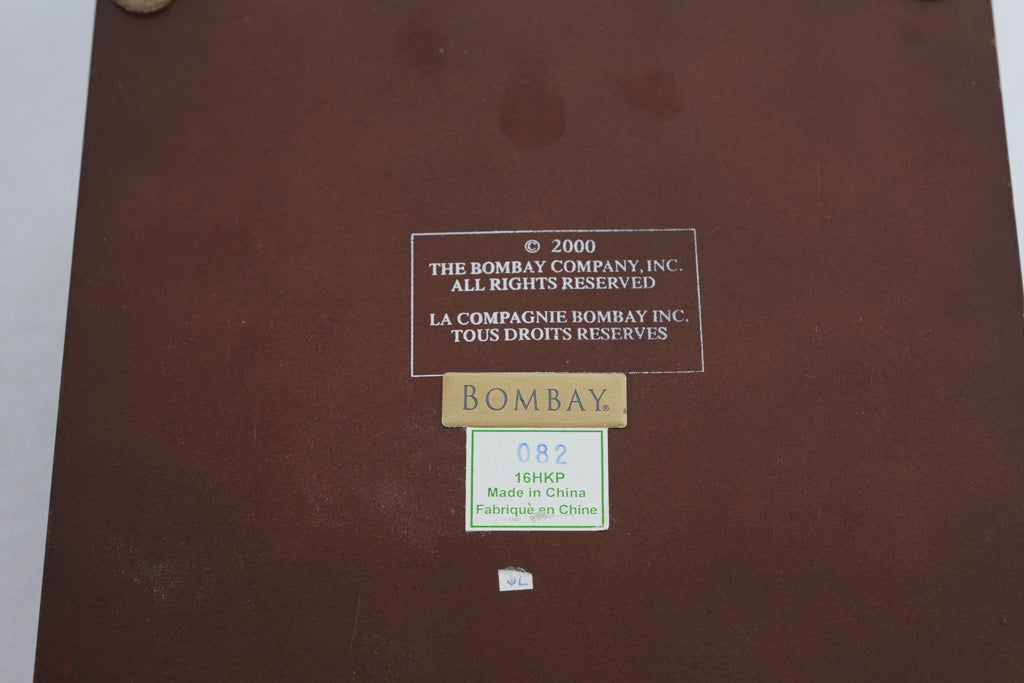 © 2000
THE BOMBAY COMPANY, INC.
ALL RIGHTS RESERVED
LA COMPAGNIE BOMBAY INC.
TOUS DROITS RESERVES
BOMBAY®
082
16HKP
Made in China
Fabriquè en Chine